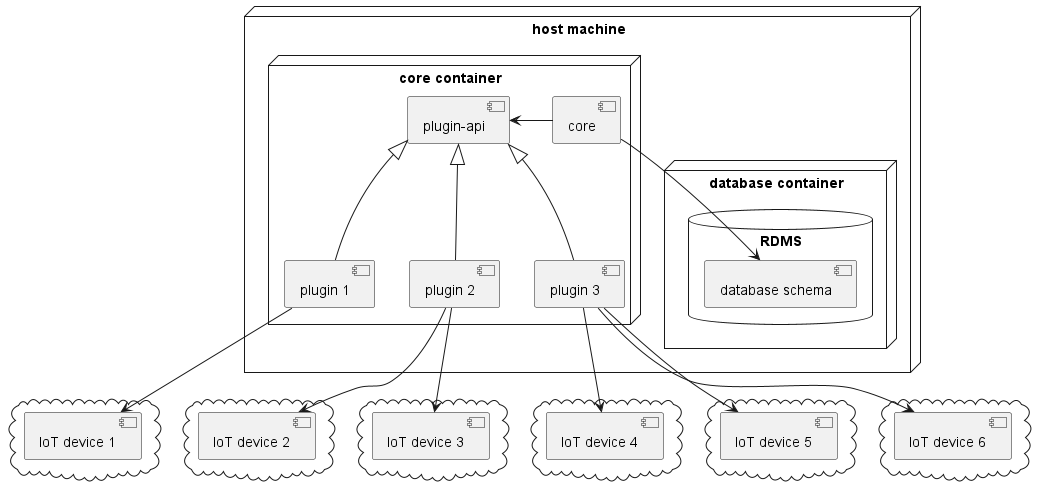 host machine
core container
plugin-api
core
database container
RDMS
database schema
plugin 1
plugin 2
plugin 3
IoT device 1
IoT device 2
IoT device 3
IoT device 4
IoT device 5
IoT device 6